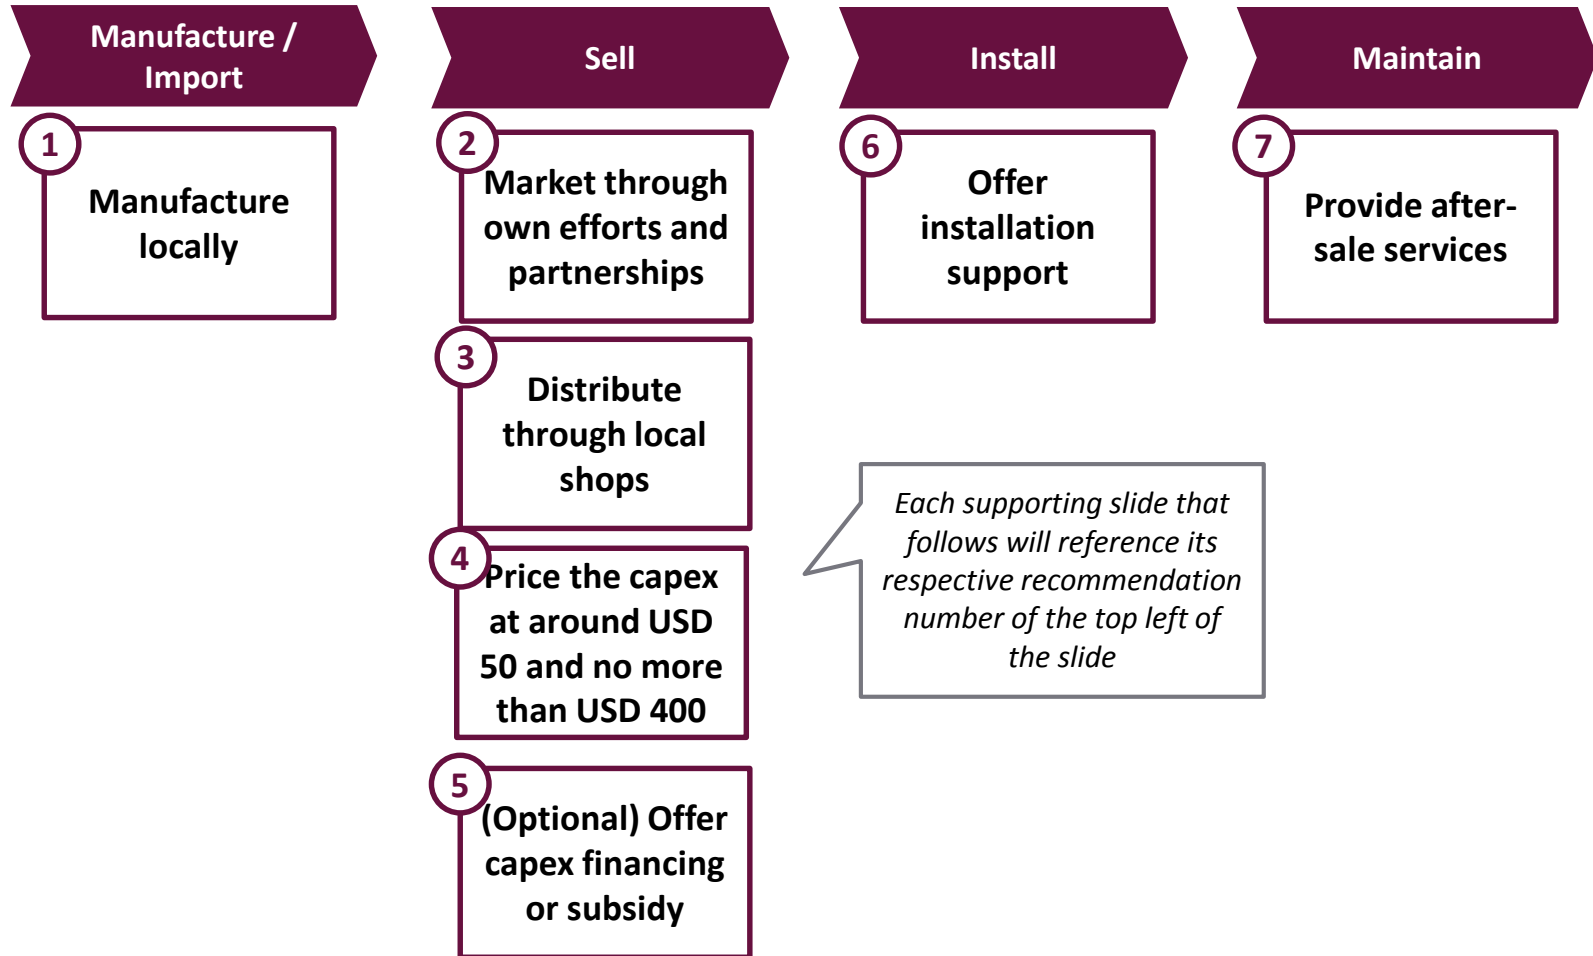 Manufacture /
Import
Sell
Install
Maintain
1
Manufacture
locally
2
Market through
own efforts and
partnerships
3
Distribute
through local
shops
4
Price the capex
at around USD
50 and no more
than USD 400
5
(Optional) Offer
capex financing
or subsidy
6
Offer
installation
support
7
Provide after-
sale services
Each supporting slide that
follows will reference its
respective recommendation
number of the top left of
the slide